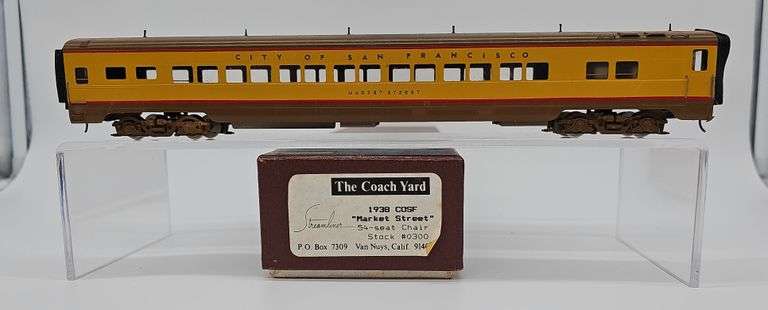 CITY OF SAN FRANCISCO
MARKET STREET
The Coach Yard
1938 COSF
"Market Street"
Streamliner
54-seat Chair
Stock #0300
P.O. Box 7309 Van Nuys, Calif.